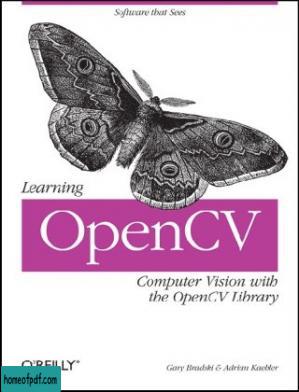 Software that Sees
Learning
OpenCV
Computer Vision with
the OpenCV Library
O'REILLY®
Gary Bradski & Adrian Kaehler
homeofpdf.com